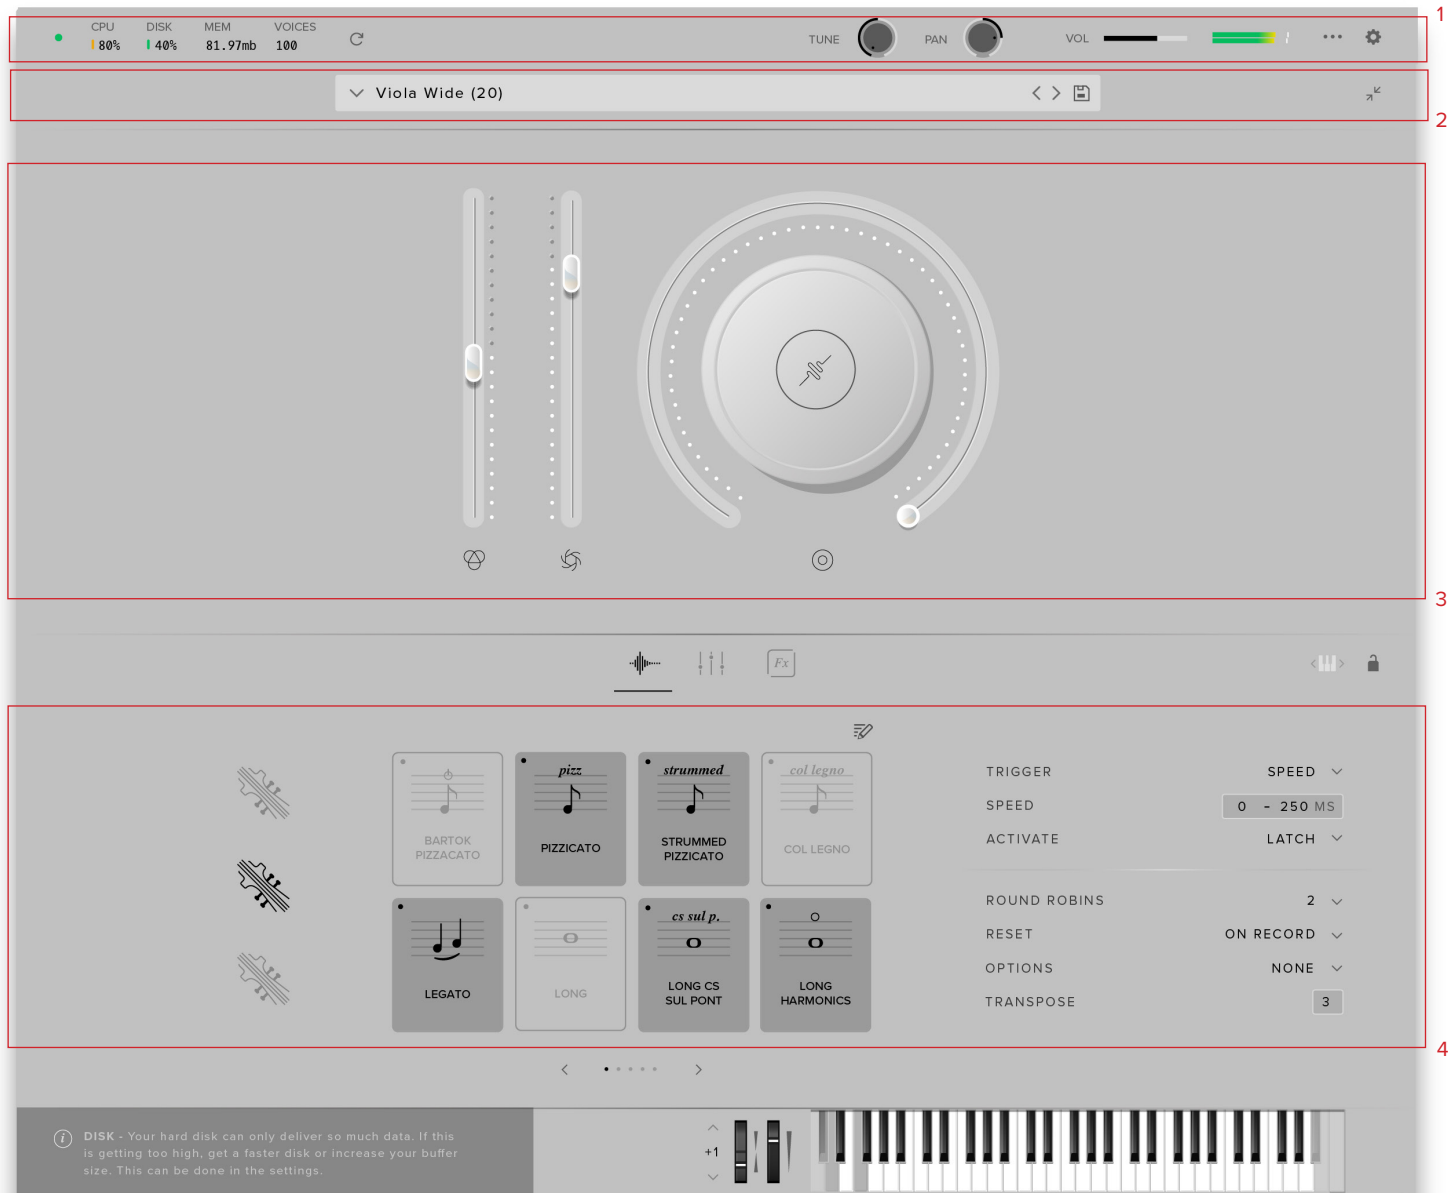 1
CPU DISK MEM VOICES
80% 40% 81.97mb 100
TUNE PAN VOL
Viola Wide (20)
2
3
Fx
pizz strummed col legno
BARTOK PIZZACATO
PIZZICATO
STRUMMED PIZZICATO
COL LEGNO
cs sul p.
LEGATO
LONG
LONG CS SUL PONT
LONG HARMONICS
TRIGGER SPEED
SPEED 0 - 250 MS
ACTIVATE LATCH
ROUND ROBINS 2
RESET ON RECORD
OPTIONS NONE
TRANSPOSE 3
4
i DISK - Your hard disk can only deliver so much data. If this
is getting too high, get a faster disk or increase your buffer
size. This can be done in the settings.
+1